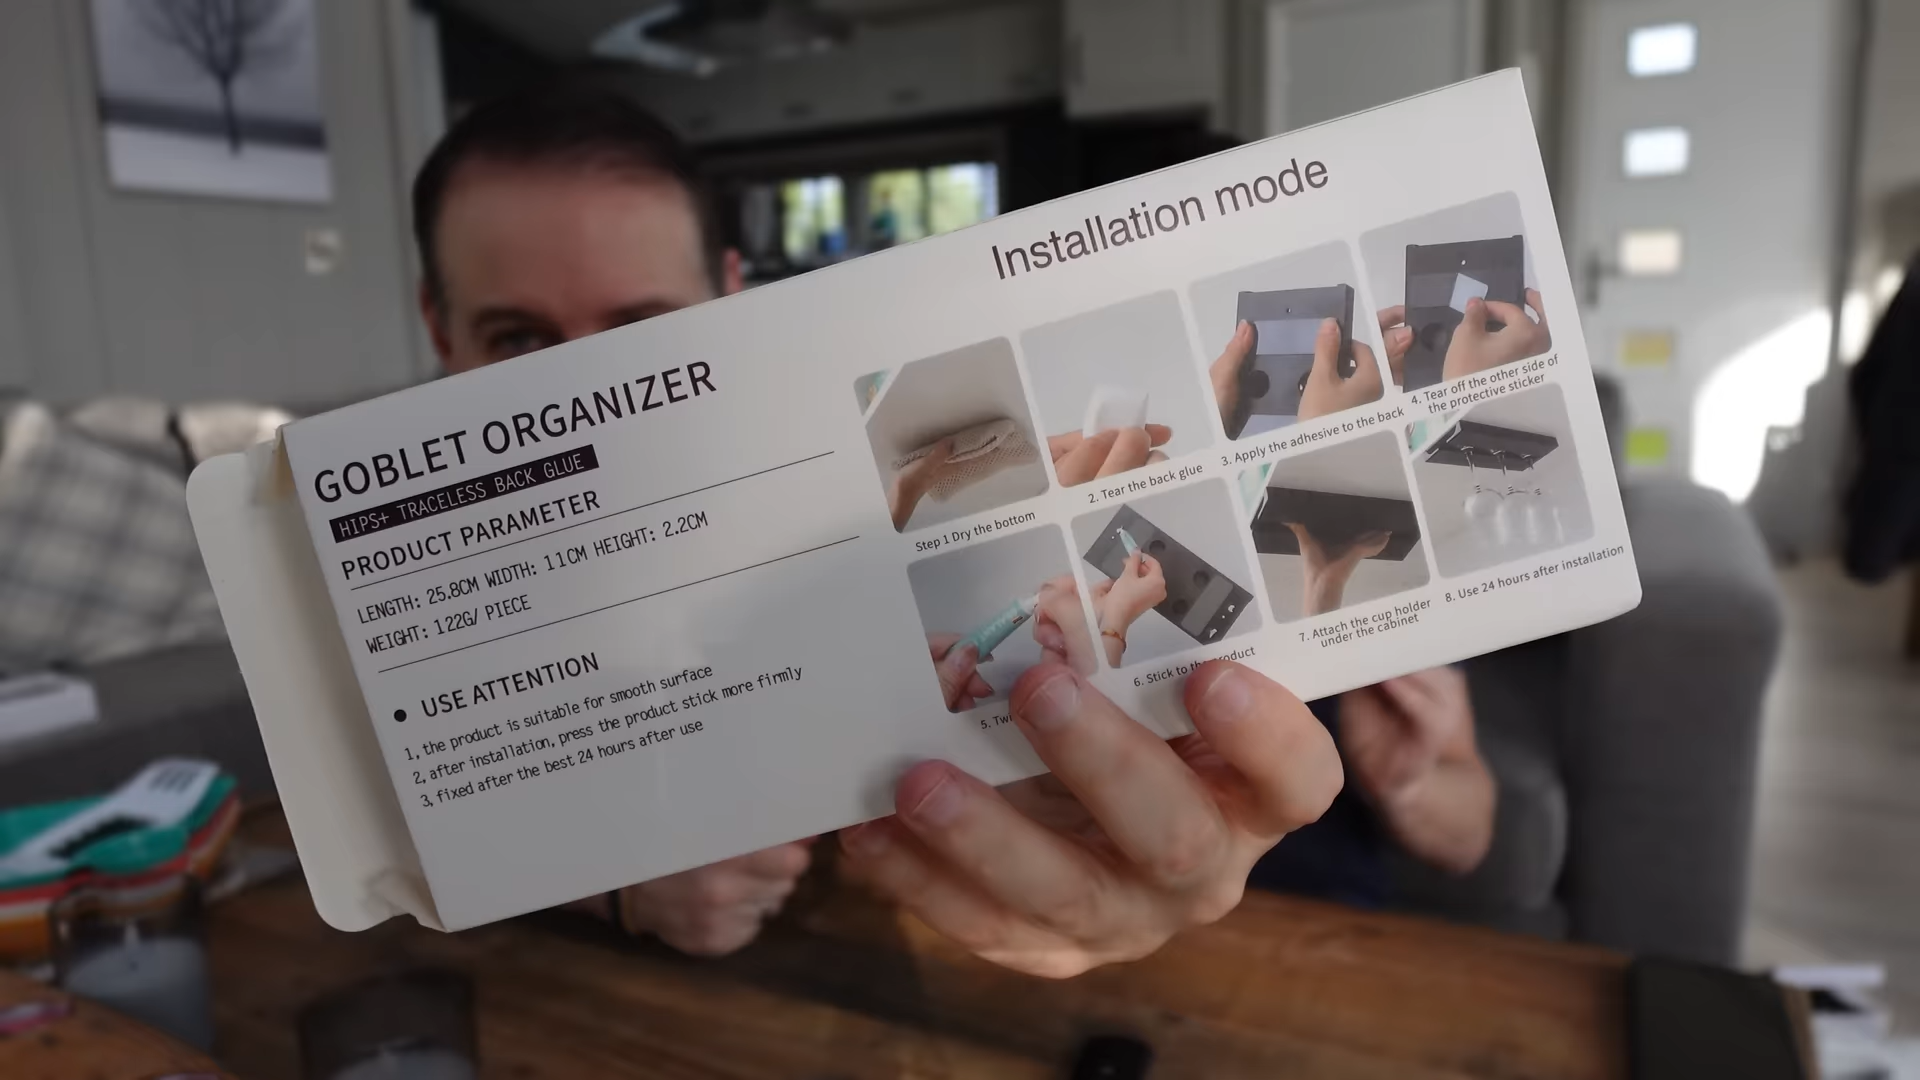 Installation mode
GOBLET ORGANIZER
HIPS+ TRACELESS BACK GLUE
PRODUCT PARAMETER
LENGTH: 25.8CM WIDTH: 11CM HEIGHT: 2.2CM
WEIGHT: 122G/ PIECE
USE ATTENTION
1, the product is suitable for smooth surface
2, after installation, press the product stick more firmly
3, fixed after the best 24 hours after use
Step 1 Dry the bottom
2. Tear the back glue
3. Apply the adhesive to the back
4. Tear off the other side of
the protective sticker
5.
6. Stick to
7. Attach the cup holder
under the cabinet
8. Use 24 hours after installation